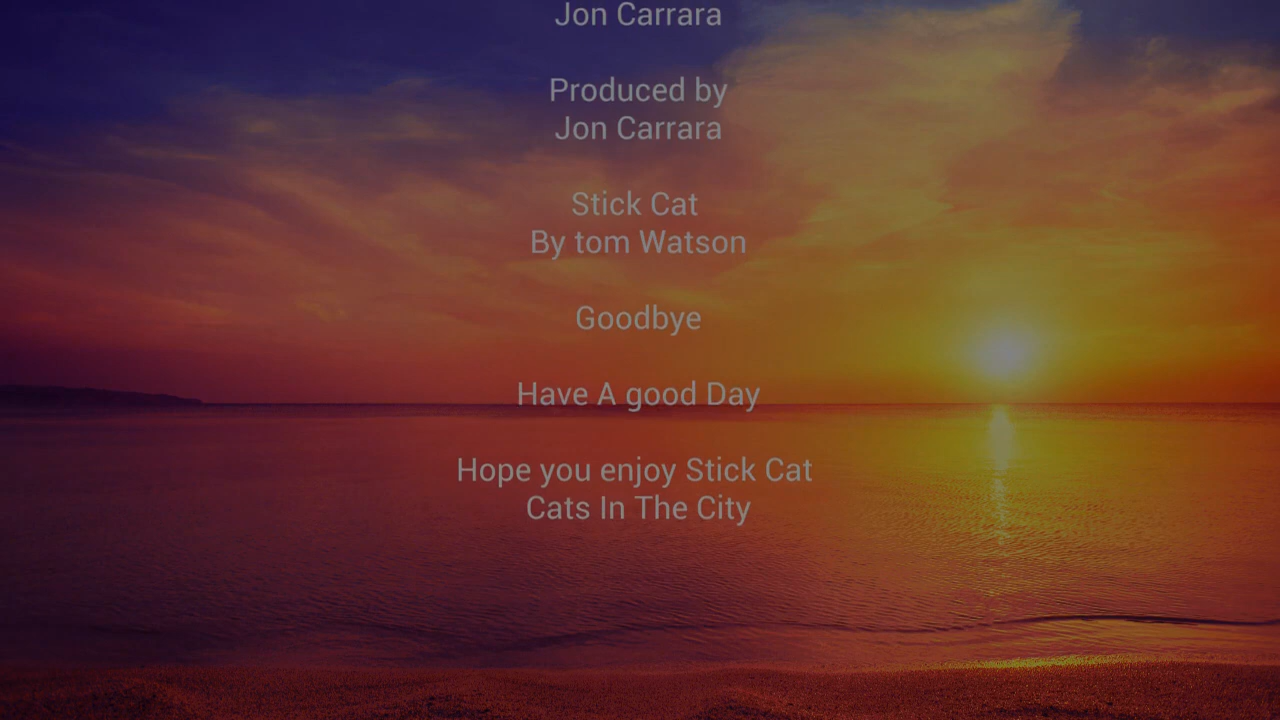 Jon Carrara
Produced by
Jon Carrara
Stick Cat
By tom Watson
Goodbye
Have A good Day
Hope you enjoy Stick Cat
Cats In The City